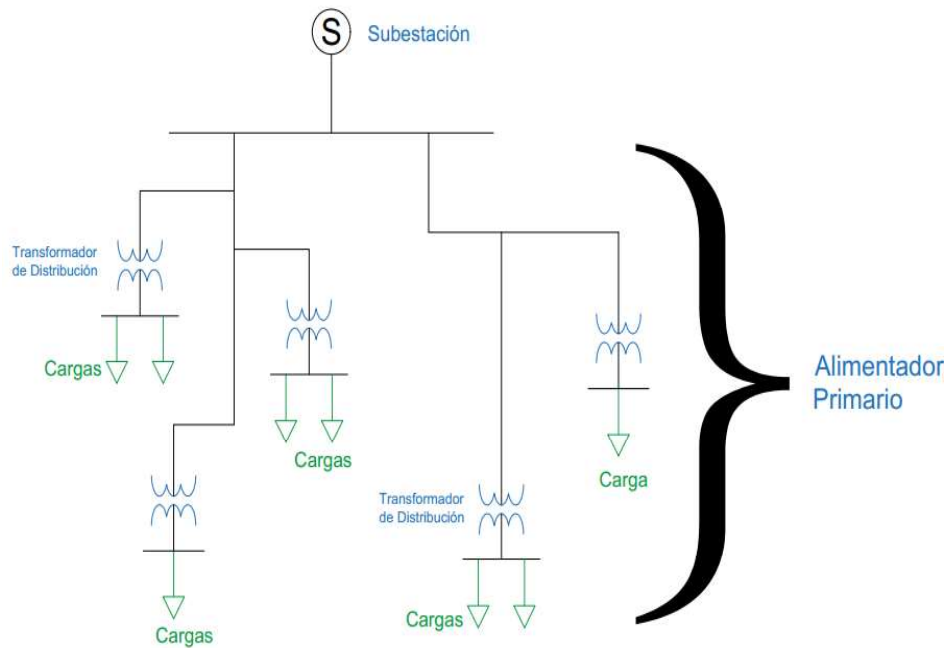 S
Subestación
Transformador
de Distribución
Cargas
Cargas
Alimentador
Primario
Carga
Transformador
de Distribución
Cargas
Cargas